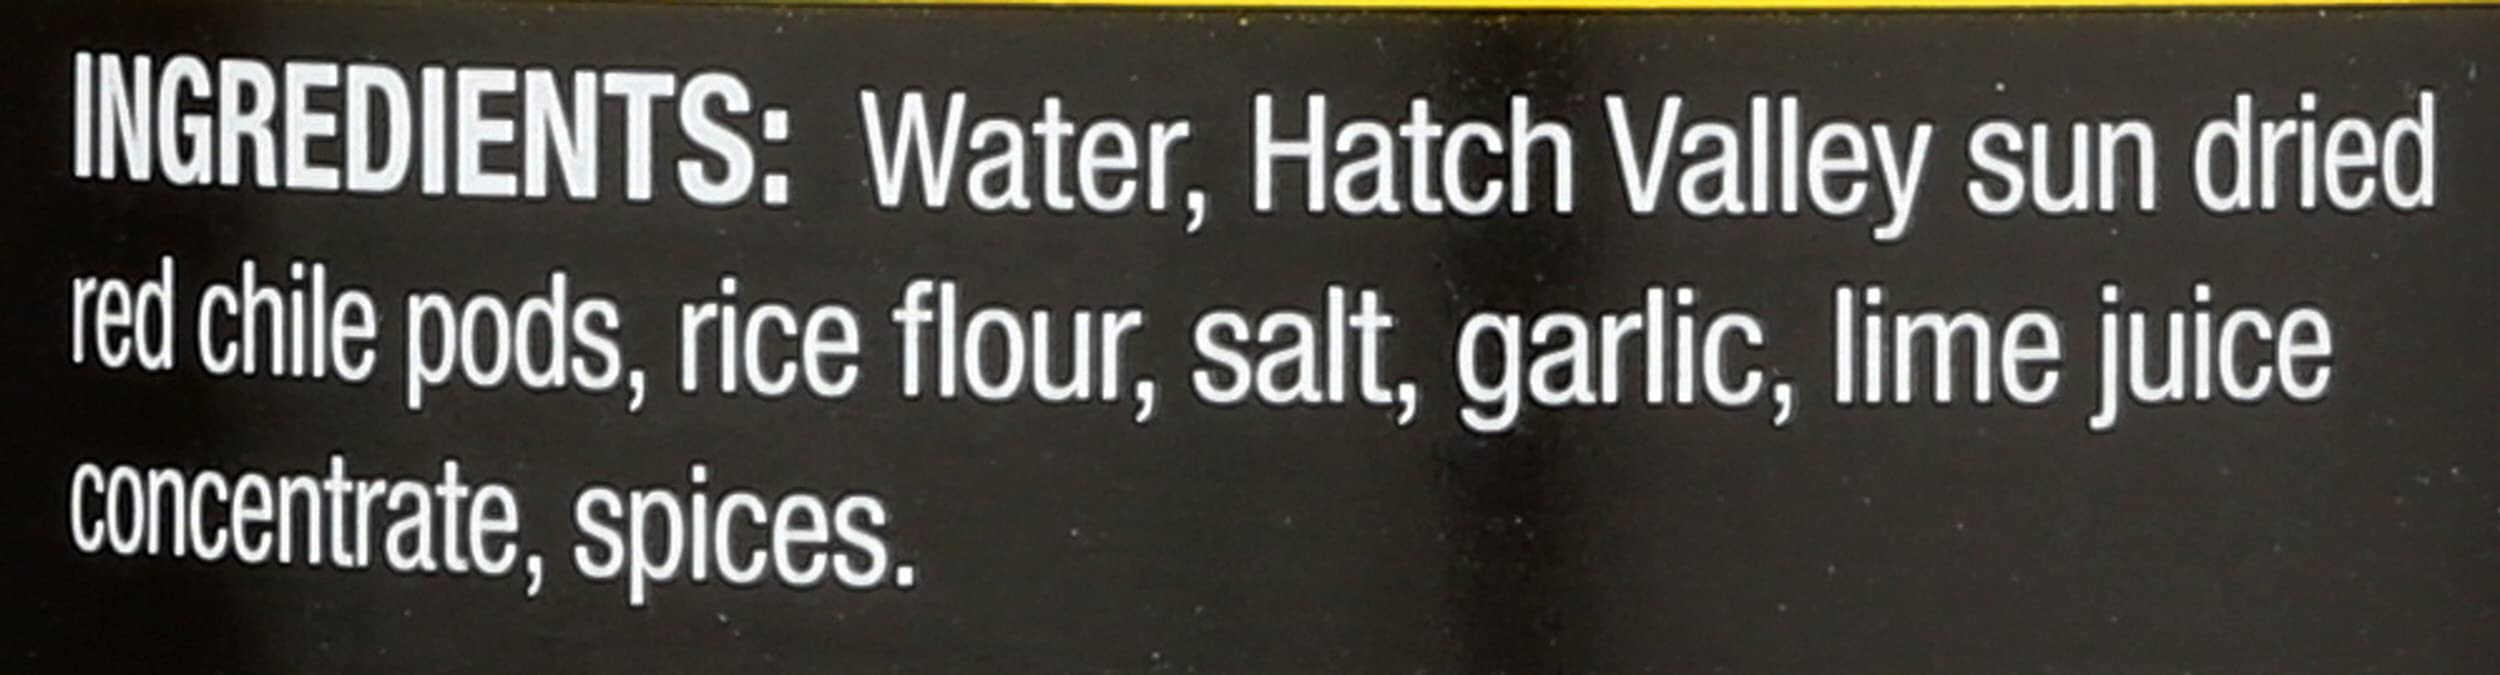 INGREDIENTS: Water, Hatch Valley sun dried
red chile pods, rice flour, salt, garlic, lime juice
concentrate, spices.